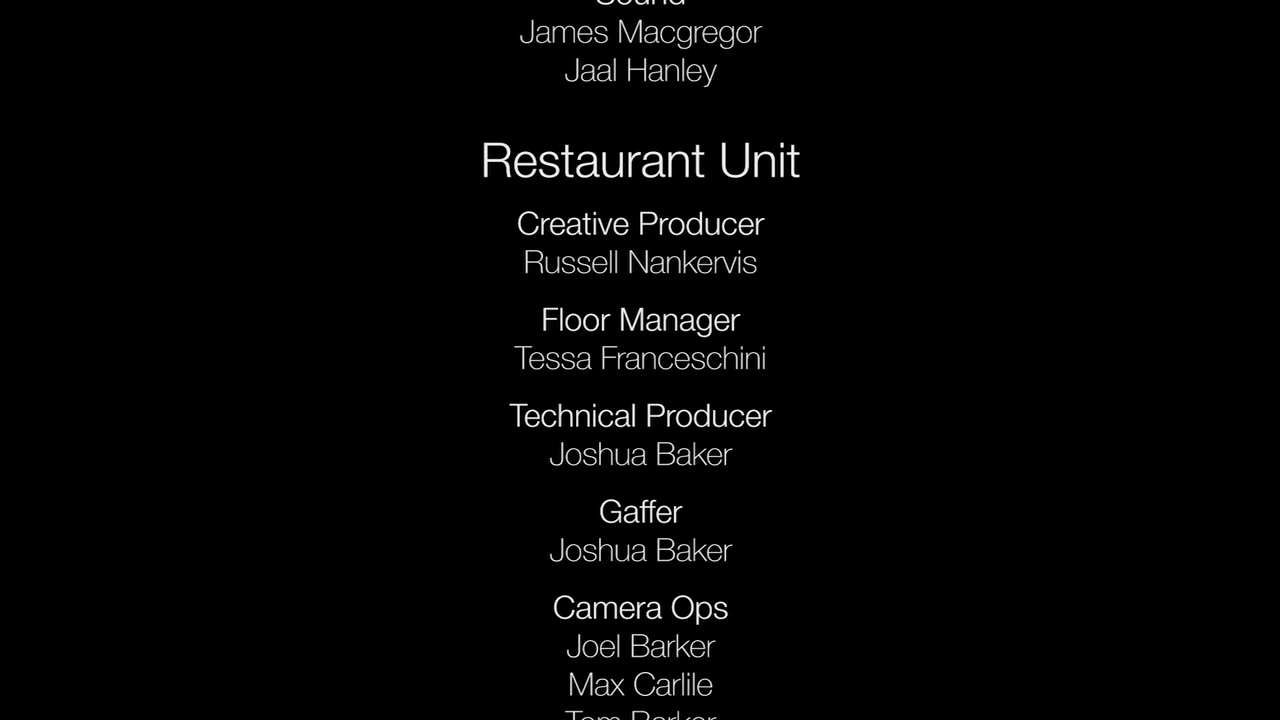 Sound
James Macgregor
Jaal Hanley
Restaurant Unit
Creative Producer
Russell Nankervis
Floor Manager
Tessa Franceschini
Technical Producer
Joshua Baker
Gaffer
Joshua Baker
Camera Ops
Joel Barker
Max Carlile